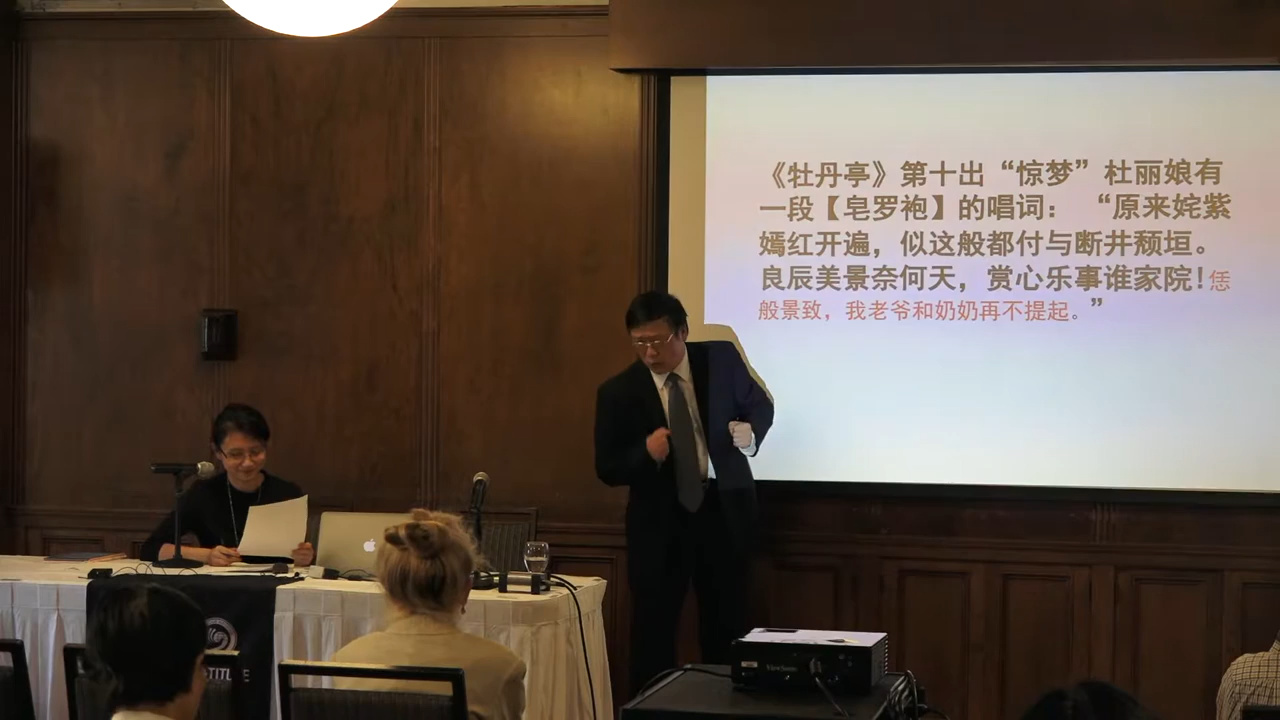 《牡丹亭》第十出“惊梦”杜丽娘有
一段【皂罗袍】的唱词： “原来姹紫
嫣红开遍，似这般都付与断井颓垣。
良辰美景奈何天，赏心乐事谁家院！恁
般景致，我老爷和奶奶再不提起。”
ViewSonic